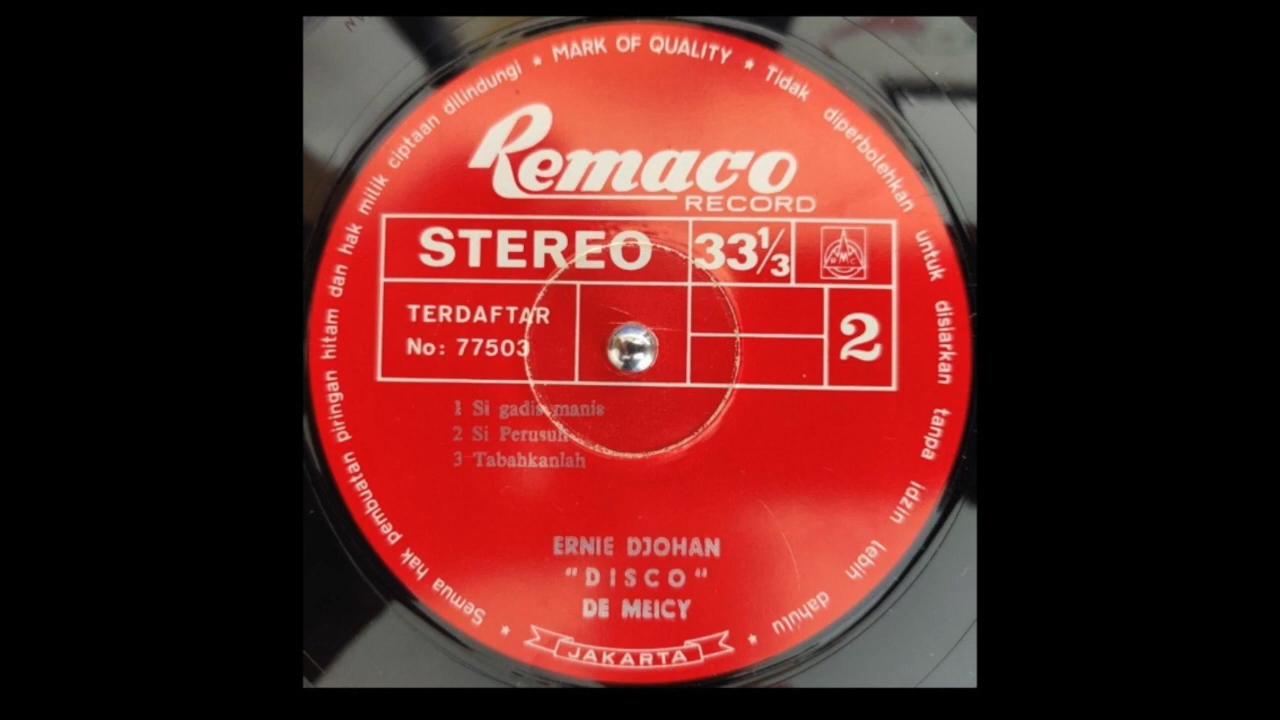 Semua hak pembuatan piringan hitam dan hak milik ciptaan dilindungi * MARK OF QUALITY * Tidak diperbolehkan untuk disiarkan tanpa idzin lebih dahulu *
Remaco
RECORD
STEREO 33⅓
RMC
TERDAFTAR
No: 77503
2
1 Si gadis manis
2 Si Perusuh
3 Tabahkanlah
ERNIE DJOHAN
"DISCO"
DE MEICY
* JAKARTA